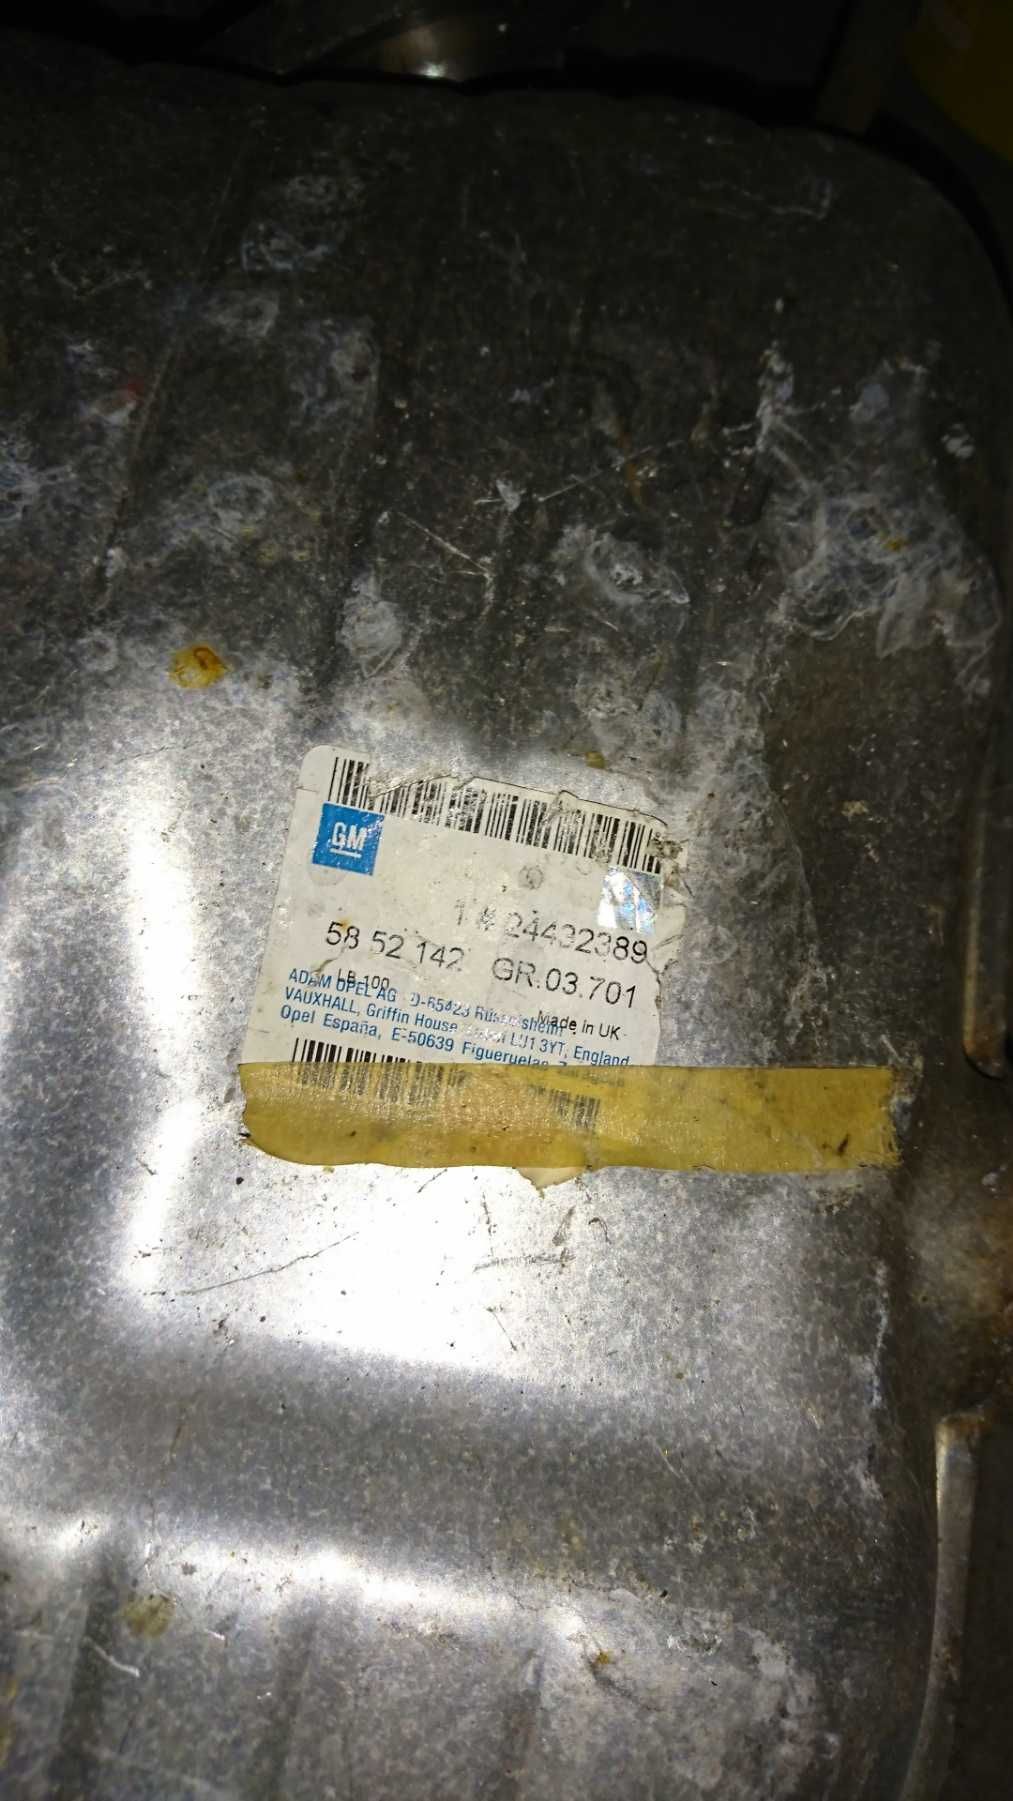 GM
1 # 24432389
58 52 142 GR.03.701
LB 100
Made in UK
ADAM OPEL AG D-65423 Rüsselsheim
VAUXHALL, Griffin House LU1 3YT, England
Opel España, E-50639 Figueruelas